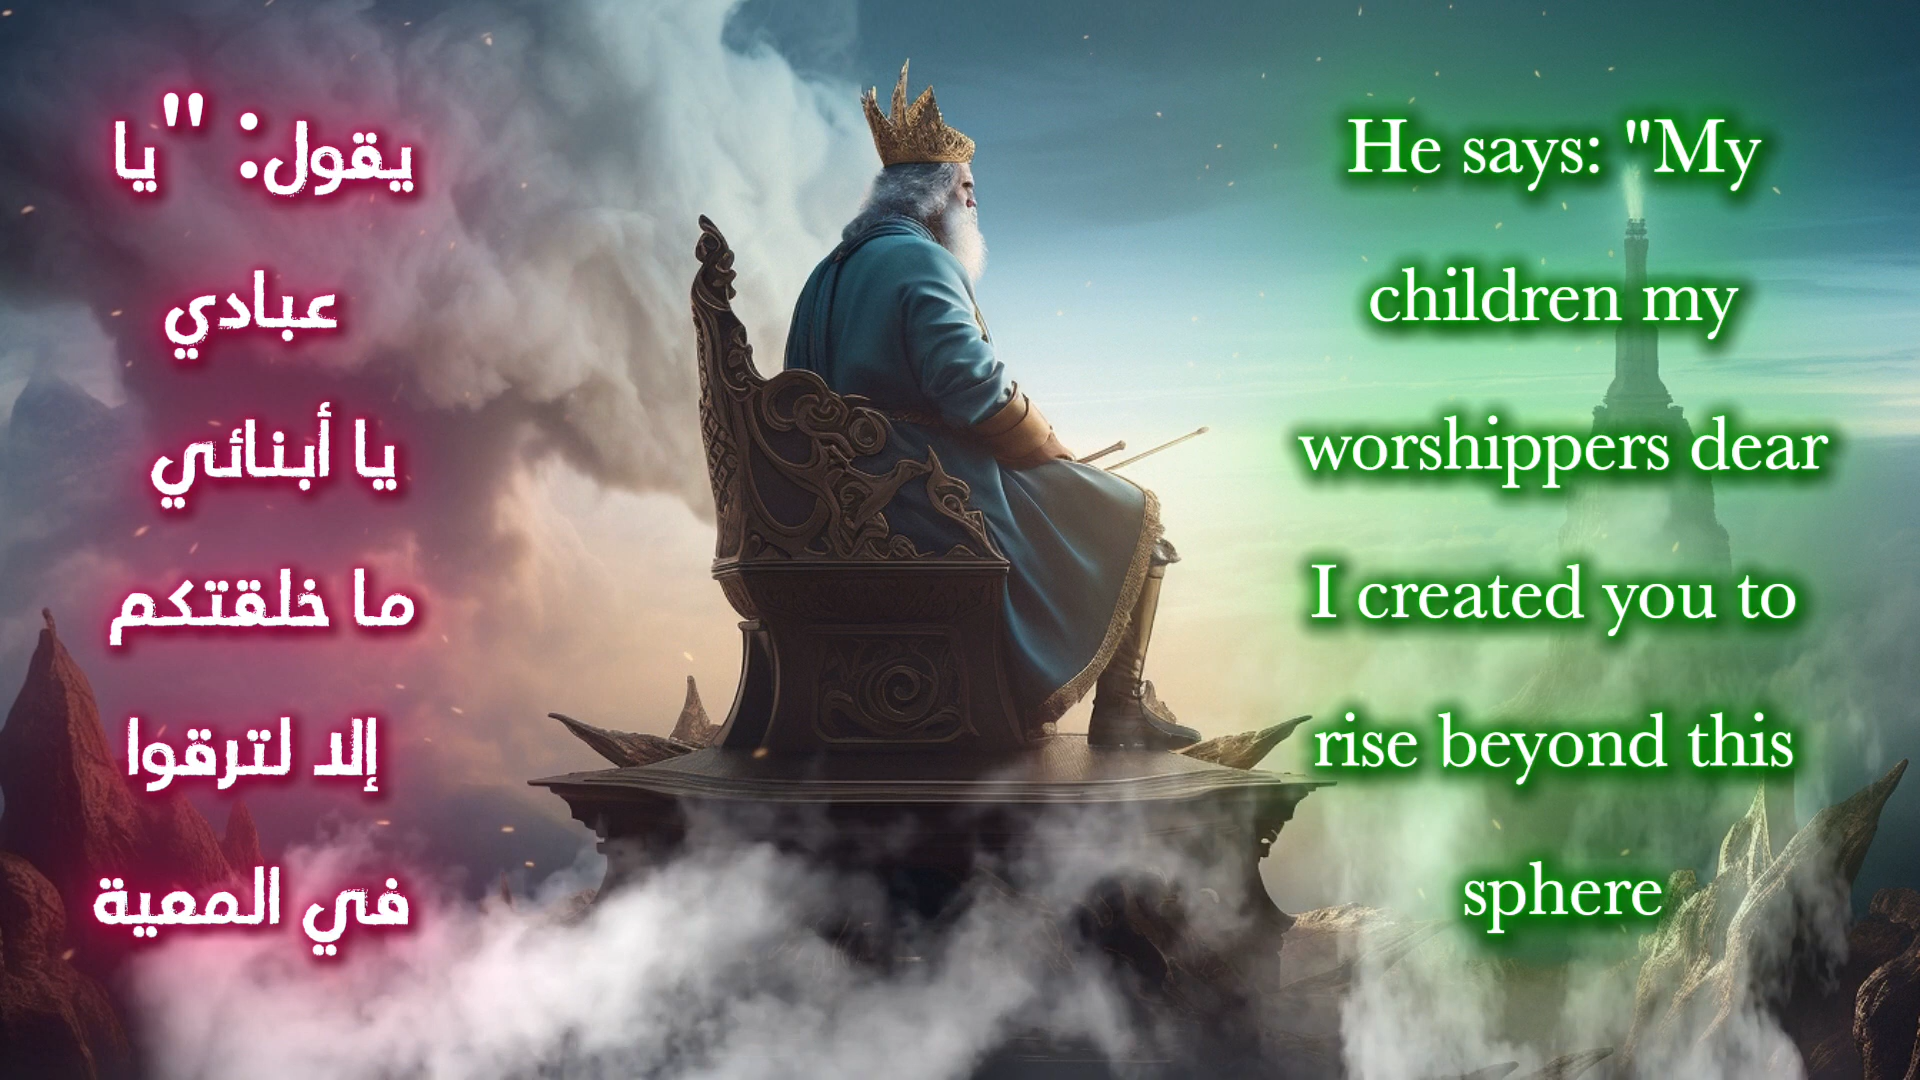 يقول: "يا
عبادي
يا أبنائي
ما خلقتكم
إلا لترقوا
في المعية
He says: "My
children my
worshippers dear
I created you to
rise beyond this
sphere